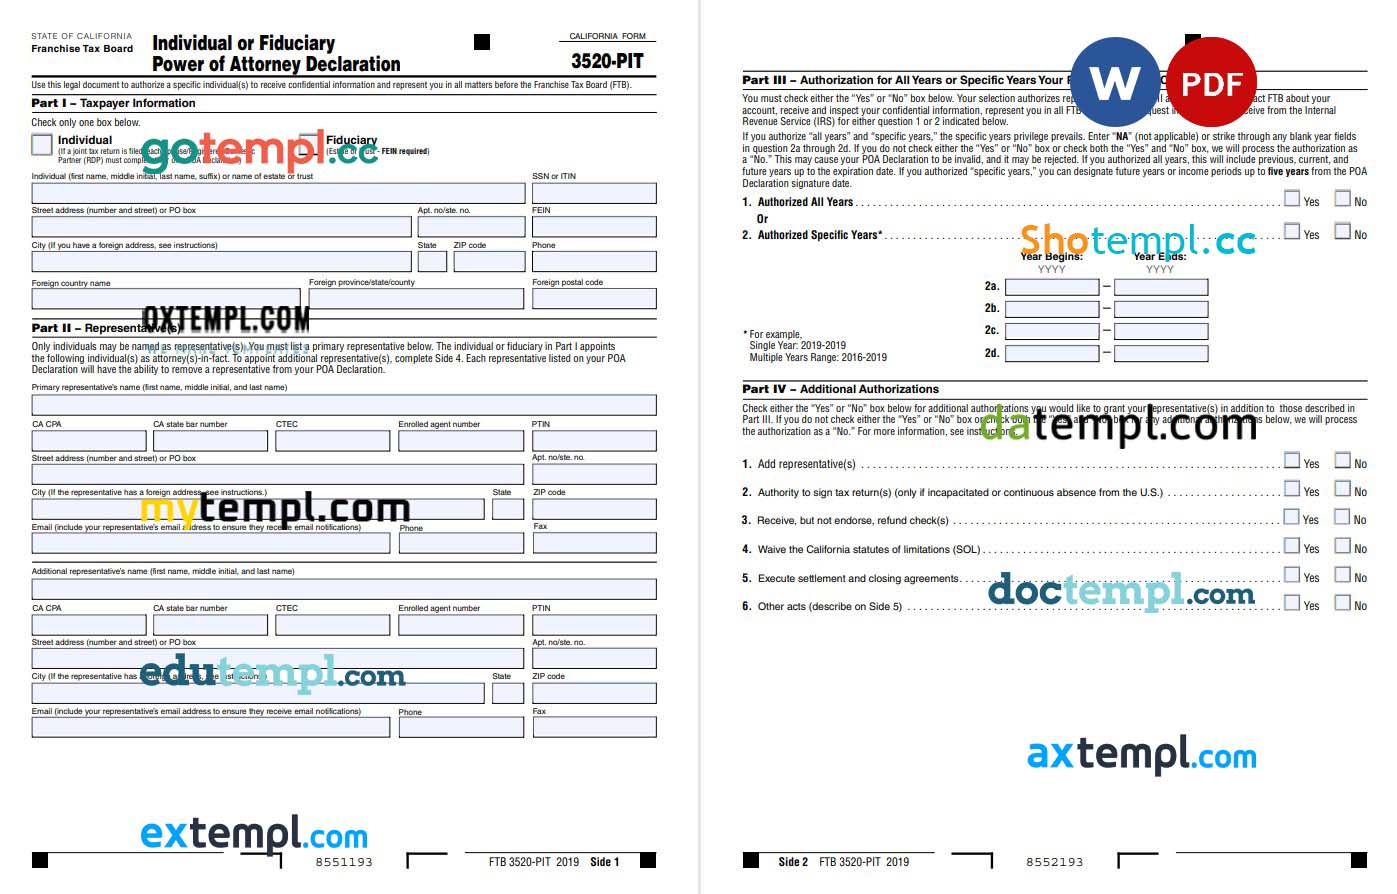 STATE OF CALIFORNIA
Franchise Tax Board
Individual or Fiduciary
Power of Attorney Declaration
CALIFORNIA FORM
3520-PIT
Use this legal document to authorize a specific individual(s) to receive confidential information and represent you in all matters before the Franchise Tax Board (FTB).
Part I – Taxpayer Information
Check only one box below.
Individual
Fiduciary
(If a joint tax return is filed,
FEIN required)
Partner (RDP) must
gotempl.cc
Individual (first name, middle initial, last name, suffix) or name of estate or trust
SSN or ITIN
Street address (number and street) or PO box
Apt. no/ste. no.
FEIN
City (If you have a foreign address, see instructions)
State
ZIP code
Phone
Foreign country name
Foreign province/state/county
Foreign postal code
OXTEMPL.COM
WE MAKE TEMPLATES
Part II – Representative(s)
Only individuals may be named as representative(s). You must list a primary representative below. The individual or fiduciary in Part I appoints
the following individual(s) as attorney(s)-in-fact. To appoint additional representative(s), complete Side 4. Each representative listed on your POA
Declaration will have the ability to remove a representative from your POA Declaration.
Primary representative's name (first name, middle initial, and last name)
CA CPA
CA state bar number
CTEC
Enrolled agent number
PTIN
Street address (number and street) or PO box
Apt. no/ste. no.
City (If the representative has a foreign address, see instructions.)
State
ZIP code
mytempl.com
Email (include your representative's email address to ensure they receive email notifications)
Phone
Fax
Additional representative's name (first name, middle initial, and last name)
CA CPA
CA state bar number
CTEC
Enrolled agent number
PTIN
Street address (number and street) or PO box
Apt. no/ste. no.
City (If the representative has a foreign address, see instructions)
State
ZIP code
edutempl.com
Email (include your representative's email address to ensure they receive email notifications)
Phone
Fax
extempl.com
8551193
FTB 3520-PIT 2019 Side 1
W
PDF
Part III – Authorization for All Years or Specific Years Your
You must check either the “Yes” or “No” box below. Your selection authorizes contact FTB about your
account, receive and inspect your confidential information, represent you in all FTB receive from the Internal
Revenue Service (IRS) for either question 1 or 2 indicated below.
If you authorize “all years” and “specific years,” the specific years privilege prevails. Enter “NA” (not applicable) or strike through any blank year fields
in question 2a through 2d. If you do not check either the “Yes” or “No” box or check both the “Yes” and “No” box, we will process the authorization as
a “No.” This may cause your POA Declaration to be invalid, and it may be rejected. If you authorized all years, this will include previous, current, and
future years up to the expiration date. If you authorized “specific years,” you can designate future years or income periods up to five years from the POA
Declaration signature date.
1. Authorized All Years Yes No
Or
2. Authorized Specific Years* Yes No
Shotempl.cc
Year Begins: Year Ends:
YYYY YYYY
2a. –
2b. –
2c. –
2d. –
* For example,
Single Year: 2019-2019
Multiple Years Range: 2016-2019
Part IV – Additional Authorizations
Check either the “Yes” or “No” box below for additional authorizations you would like to grant your representative(s) in addition to those described in
Part III. If you do not check either the “Yes” or “No” box or check both the “Yes” and “No” box for any additional authorizations below, we will process
the authorization as a “No.” For more information, see instructions.
datempl.com
1. Add representative(s) Yes No
2. Authority to sign tax return(s) (only if incapacitated or continuous absence from the U.S.) Yes No
3. Receive, but not endorse, refund check(s) Yes No
4. Waive the California statutes of limitations (SOL) Yes No
5. Execute settlement and closing agreements Yes No
6. Other acts (describe on Side 5) Yes No
doctempl.com
axtempl.com
Side 2 FTB 3520-PIT 2019
8552193